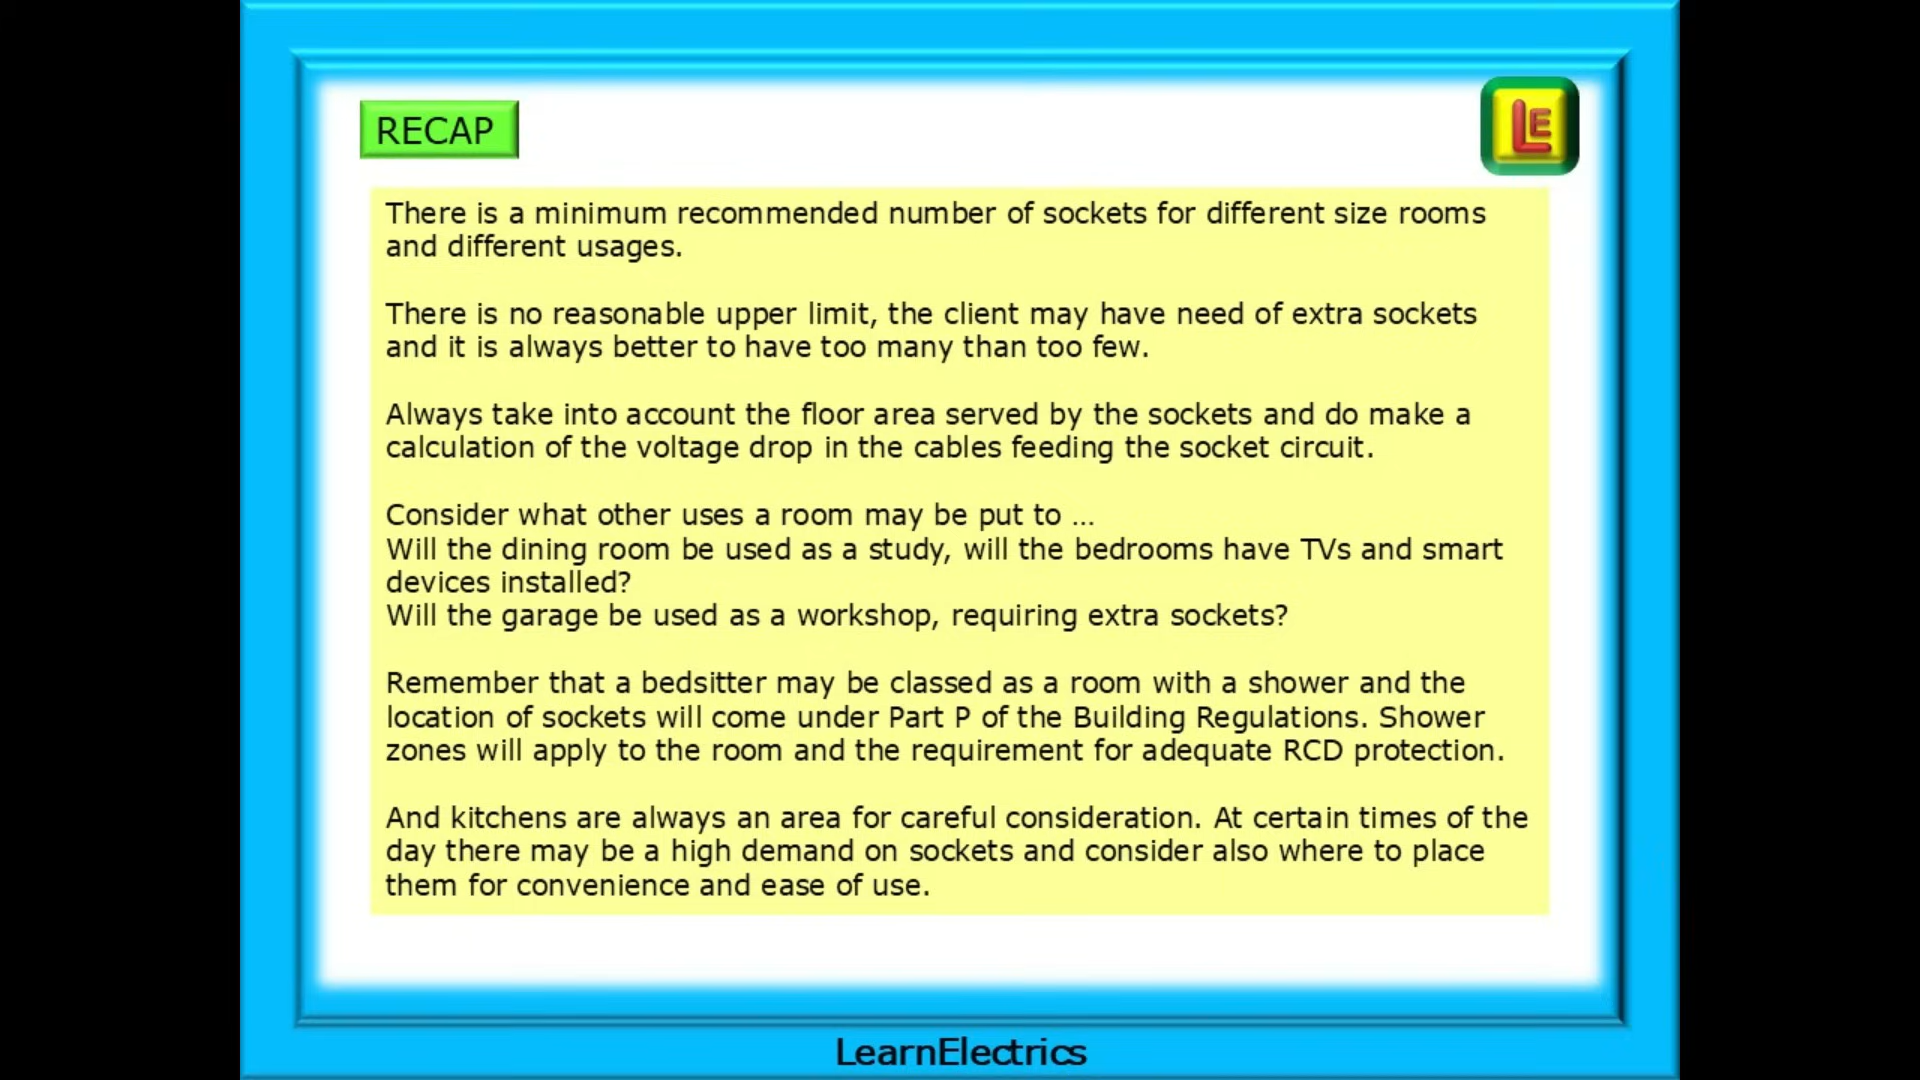 RECAP
LE
There is a minimum recommended number of sockets for different size rooms
and different usages.
There is no reasonable upper limit, the client may have need of extra sockets
and it is always better to have too many than too few.
Always take into account the floor area served by the sockets and do make a
calculation of the voltage drop in the cables feeding the socket circuit.
Consider what other uses a room may be put to ...
Will the dining room be used as a study, will the bedrooms have TVs and smart
devices installed?
Will the garage be used as a workshop, requiring extra sockets?
Remember that a bedsitter may be classed as a room with a shower and the
location of sockets will come under Part P of the Building Regulations. Shower
zones will apply to the room and the requirement for adequate RCD protection.
And kitchens are always an area for careful consideration. At certain times of the
day there may be a high demand on sockets and consider also where to place
them for convenience and ease of use.
LearnElectrics